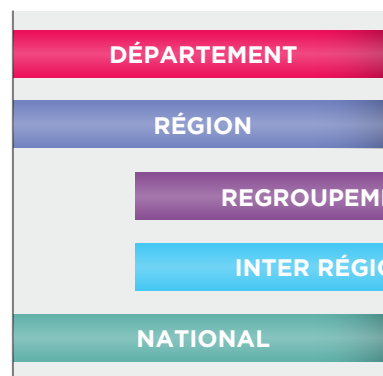 DÉPARTEMENT
RÉGION
REGROUPEM
INTER RÉGIO
NATIONAL